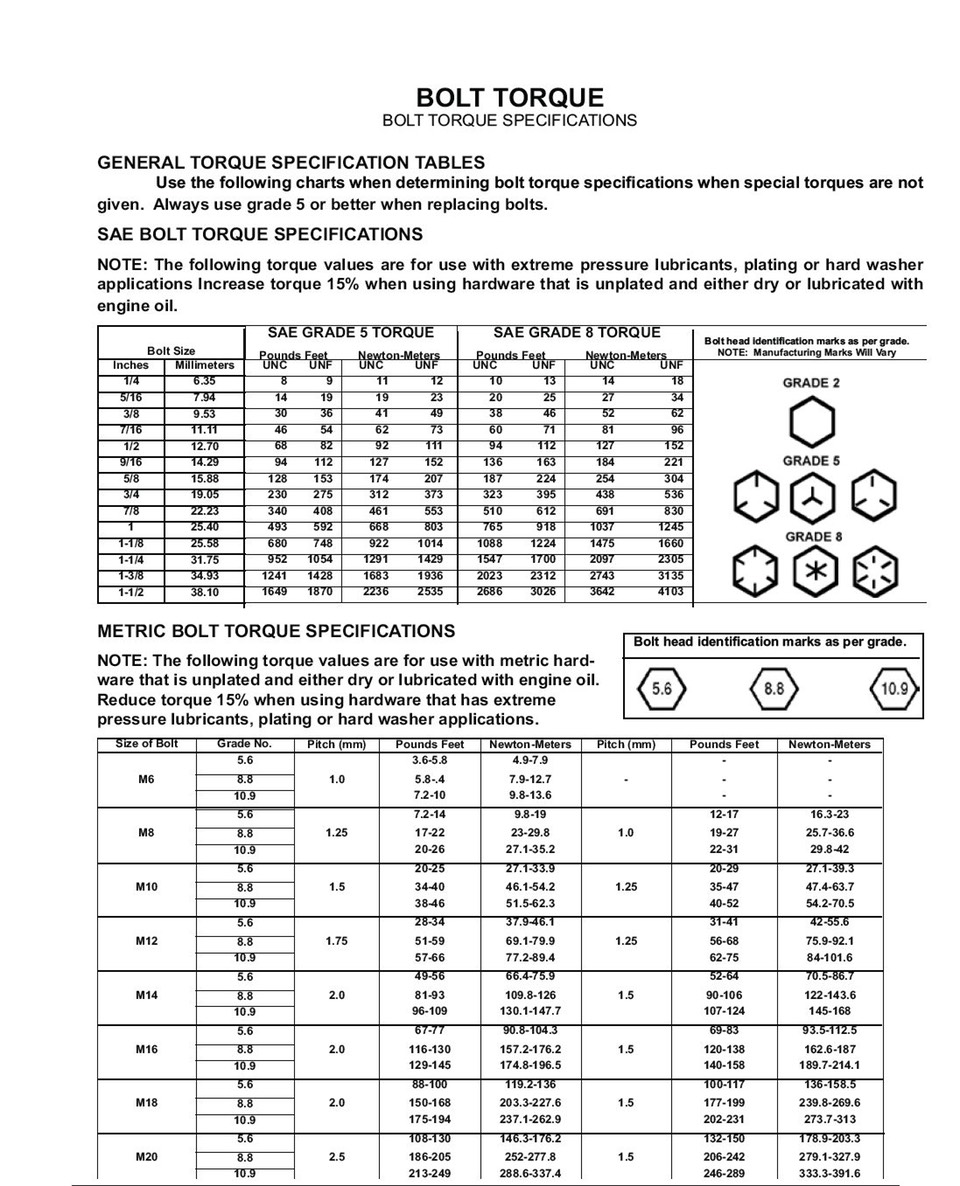 BOLT TORQUE
BOLT TORQUE SPECIFICATIONS
GENERAL TORQUE SPECIFICATION TABLES
Use the following charts when determining bolt torque specifications when special torques are not
given. Always use grade 5 or better when replacing bolts.
SAE BOLT TORQUE SPECIFICATIONS
NOTE: The following torque values are for use with extreme pressure lubricants, plating or hard washer
applications Increase torque 15% when using hardware that is unplated and either dry or lubricated with
engine oil.
Bolt Size SAE GRADE 5 TORQUE SAE GRADE 8 TORQUE
Pounds Feet Newton-Meters Pounds Feet Newton-Meters
Inches Millimeters UNC UNF UNC UNF UNC UNF UNC UNF
1/4 6.35 8 9 11 12 10 13 14 18
5/16 7.94 14 19 19 23 20 25 27 34
3/8 9.53 30 36 41 49 38 46 52 62
7/16 11.11 46 54 62 73 60 71 81 96
1/2 12.70 68 82 92 111 94 112 127 152
9/16 14.29 94 112 127 152 136 163 184 221
5/8 15.88 128 153 174 207 187 224 254 304
3/4 19.05 230 275 312 373 323 395 438 536
7/8 22.23 340 408 461 553 510 612 691 830
1 25.40 493 592 668 803 765 918 1037 1245
1-1/8 25.58 680 748 922 1014 1088 1224 1475 1660
1-1/4 31.75 952 1054 1291 1429 1547 1700 2097 2305
1-3/8 34.93 1241 1428 1683 1936 2023 2312 2743 3135
1-1/2 38.10 1649 1870 2236 2535 2686 3026 3642 4103
Bolt head identification marks as per grade.
NOTE: Manufacturing Marks Will Vary
GRADE 2
GRADE 5
GRADE 8
METRIC BOLT TORQUE SPECIFICATIONS
NOTE: The following torque values are for use with metric hard-
ware that is unplated and either dry or lubricated with engine oil.
Reduce torque 15% when using hardware that has extreme
pressure lubricants, plating or hard washer applications.
Bolt head identification marks as per grade.
5.6 8.8 10.9
Size of Bolt Grade No. Pitch (mm) Pounds Feet Newton-Meters Pitch (mm) Pounds Feet Newton-Meters
5.6 3.6-5.8 4.9-7.9 - -
M6 8.8 1.0 5.8-.4 7.9-12.7 - - -
10.9 7.2-10 9.8-13.6 - -
5.6 7.2-14 9.8-19 12-17 16.3-23
M8 8.8 1.25 17-22 23-29.8 1.0 19-27 25.7-36.6
10.9 20-26 27.1-35.2 22-31 29.8-42
5.6 20-25 27.1-33.9 20-29 27.1-39.3
M10 8.8 1.5 34-40 46.1-54.2 1.25 35-47 47.4-63.7
10.9 38-46 51.5-62.3 40-52 54.2-70.5
5.6 28-34 37.9-46.1 31-41 42-55.6
M12 8.8 1.75 51-59 69.1-79.9 1.25 56-68 75.9-92.1
10.9 57-66 77.2-89.4 62-75 84-101.6
5.6 49-56 66.4-75.9 52-64 70.5-86.7
M14 8.8 2.0 81-93 109.8-126 1.5 90-106 122-143.6
10.9 96-109 130.1-147.7 107-124 145-168
5.6 67-77 90.8-104.3 69-83 93.5-112.5
M16 8.8 2.0 116-130 157.2-176.2 1.5 120-138 162.6-187
10.9 129-145 174.8-196.5 140-158 189.7-214.1
5.6 88-100 119.2-136 100-117 136-158.5
M18 8.8 2.0 150-168 203.3-227.6 1.5 177-199 239.8-269.6
10.9 175-194 237.1-262.9 202-231 273.7-313
5.6 108-130 146.3-176.2 132-150 178.9-203.3
M20 8.8 2.5 186-205 252-277.8 1.5 206-242 279.1-327.9
10.9 213-249 288.6-337.4 246-289 333.3-391.6